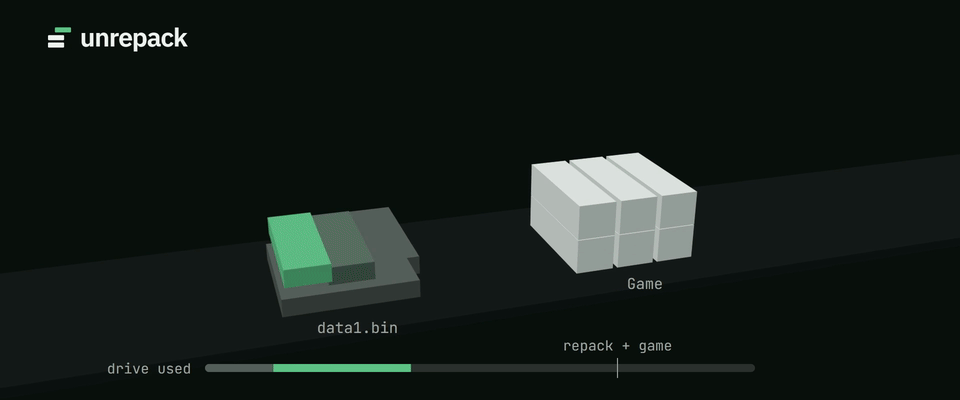 unrepack
Game
data1.bin
repack + game
drive used